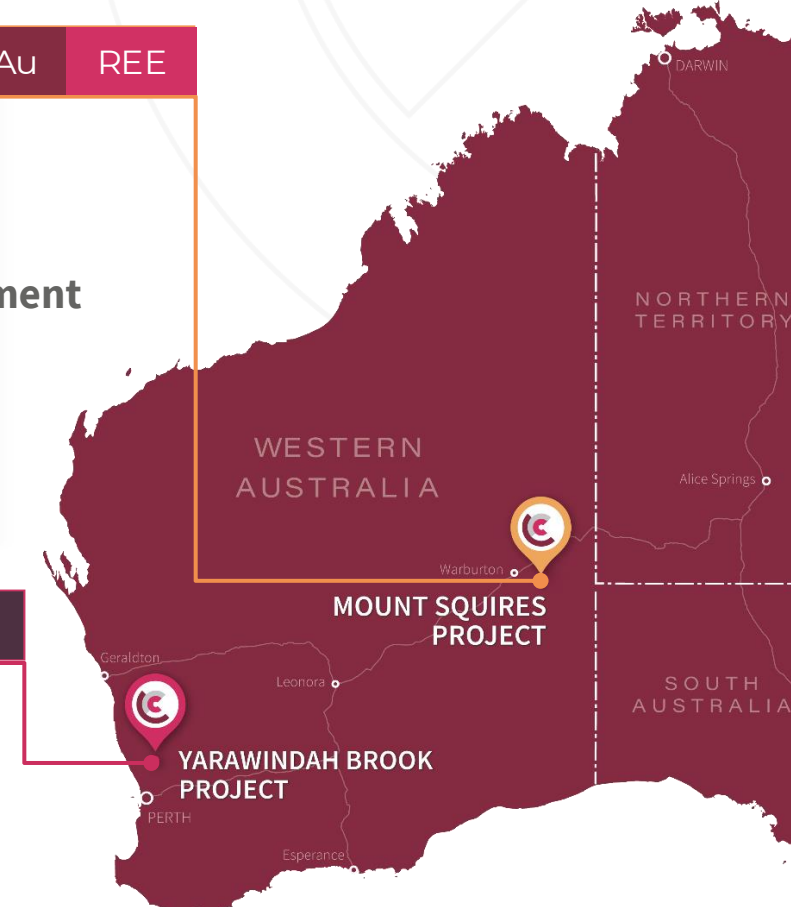 Au REE
DARWIN
ment
NORTHERN
TERRITORY
WESTERN
AUSTRALIA
Alice Springs
Warburton
MOUNT SQUIRES
PROJECT
Geraldton
Leonora
SOUTH
AUSTRALIA
YARAWINDAH BROOK
PROJECT
PERTH
Esperance